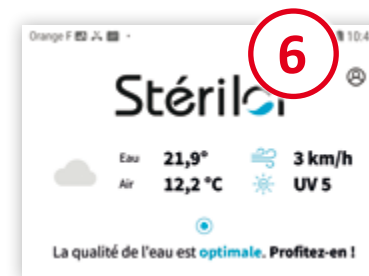 Orange F
10:4
6
Stérilor
Eau 21,9° 3 km/h
Air 12,2 °C UV 5
La qualité de l'eau est optimale. Profitez-en !